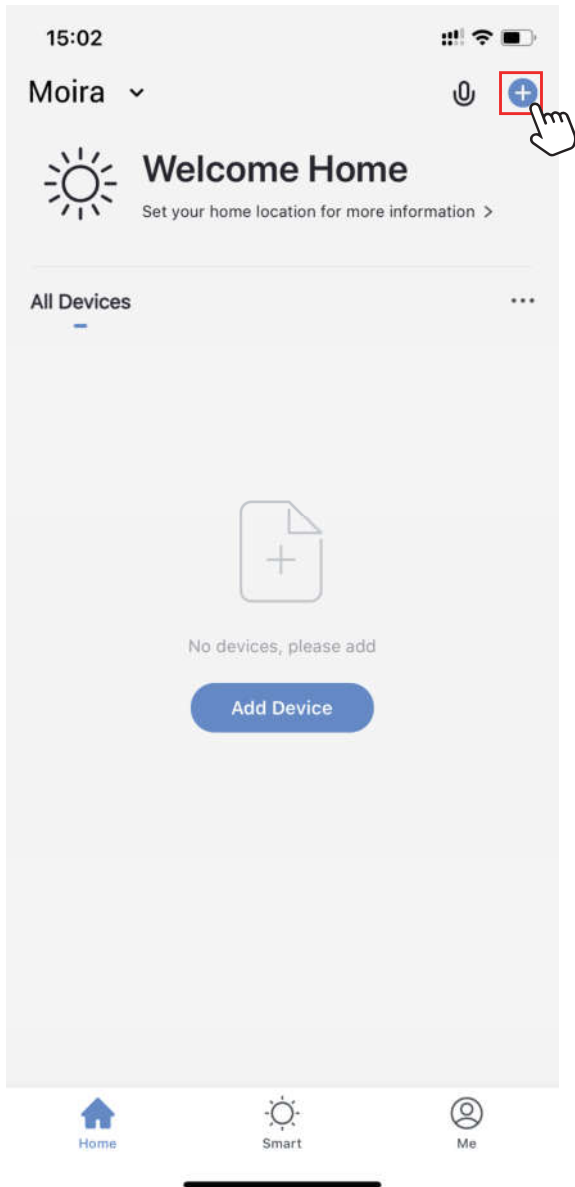 15:02
Moira
Welcome Home
Set your home location for more information >
All Devices
No devices, please add
Add Device
Home
Smart
Me